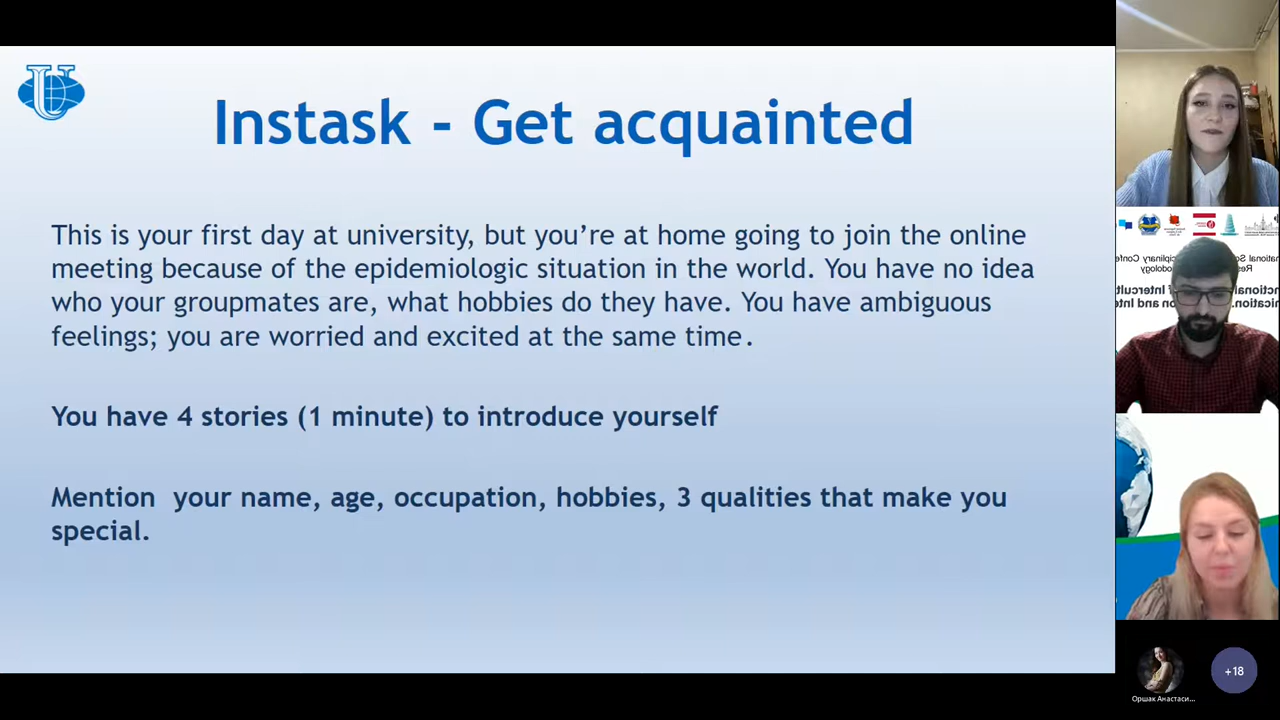 Instask - Get acquainted
This is your first day at university, but you’re at home going to join the online
meeting because of the epidemiologic situation in the world. You have no idea
who your groupmates are, what hobbies do they have. You have ambiguous
feelings; you are worried and excited at the same time.
You have 4 stories (1 minute) to introduce yourself
Mention your name, age, occupation, hobbies, 3 qualities that make you
special.
Оршак Анастаси...
+18